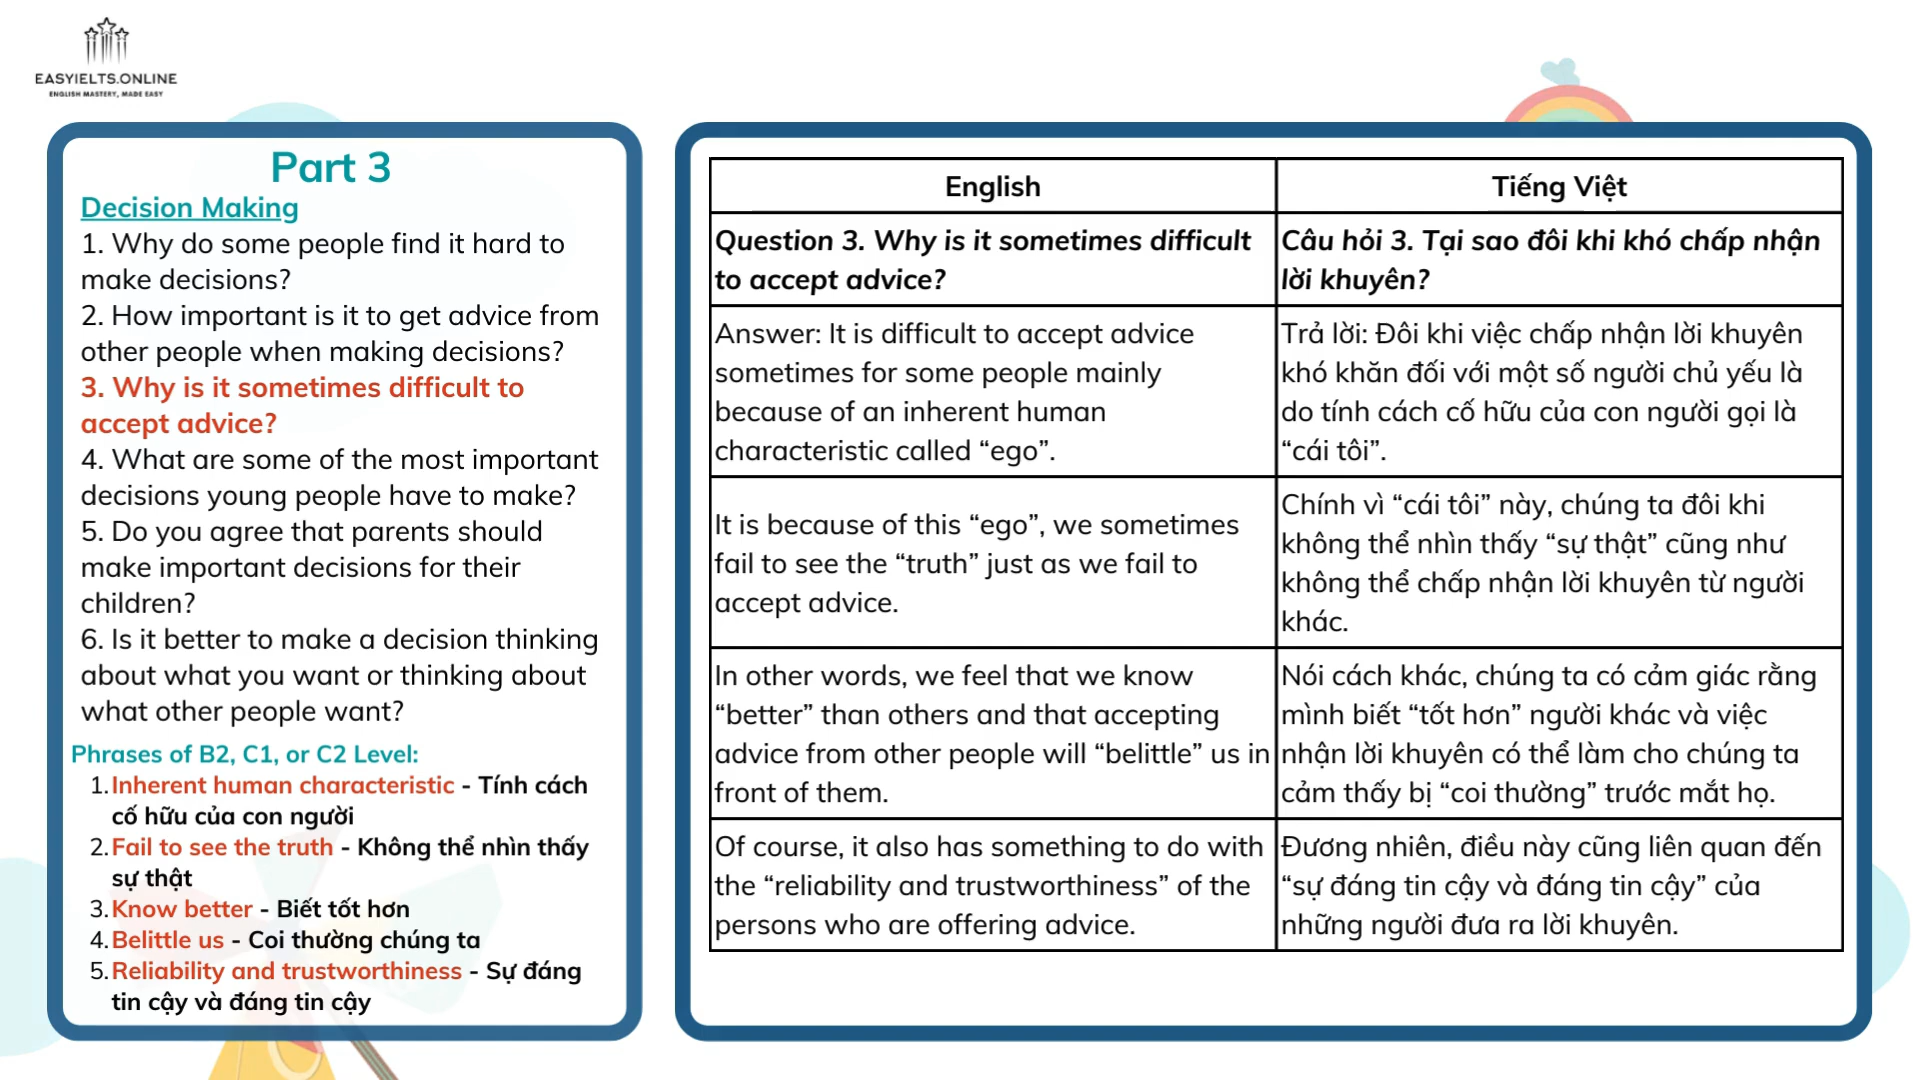 EASYIELTS.ONLINE
ENGLISH MASTERY, MADE EASY
Part 3
Decision Making
1. Why do some people find it hard to
make decisions?
2. How important is it to get advice from
other people when making decisions?
3. Why is it sometimes difficult to
accept advice?
4. What are some of the most important
decisions young people have to make?
5. Do you agree that parents should
make important decisions for their
children?
6. Is it better to make a decision thinking
about what you want or thinking about
what other people want?
Phrases of B2, C1, or C2 Level:
1. Inherent human characteristic - Tính cách
cố hữu của con người
2. Fail to see the truth - Không thể nhìn thấy
sự thật
3. Know better - Biết tốt hơn
4. Belittle us - Coi thường chúng ta
5. Reliability and trustworthiness - Sự đáng
tin cậy và đáng tin cậy
English
Tiếng Việt
Question 3. Why is it sometimes difficult
to accept advice?
Câu hỏi 3. Tại sao đôi khi khó chấp nhận
lời khuyên?
Answer: It is difficult to accept advice
sometimes for some people mainly
because of an inherent human
characteristic called “ego”.
Trả lời: Đôi khi việc chấp nhận lời khuyên
khó khăn đối với một số người chủ yếu là
do tính cách cố hữu của con người gọi là
“cái tôi”.
It is because of this “ego”, we sometimes
fail to see the “truth” just as we fail to
accept advice.
Chính vì “cái tôi” này, chúng ta đôi khi
không thể nhìn thấy “sự thật” cũng như
không thể chấp nhận lời khuyên từ người
khác.
In other words, we feel that we know
“better” than others and that accepting
advice from other people will “belittle” us in
front of them.
Nói cách khác, chúng ta có cảm giác rằng
mình biết “tốt hơn” người khác và việc
nhận lời khuyên có thể làm cho chúng ta
cảm thấy bị “coi thường” trước mắt họ.
Of course, it also has something to do with
the “reliability and trustworthiness” of the
persons who are offering advice.
Đương nhiên, điều này cũng liên quan đến
“sự đáng tin cậy và đáng tin cậy” của
những người đưa ra lời khuyên.